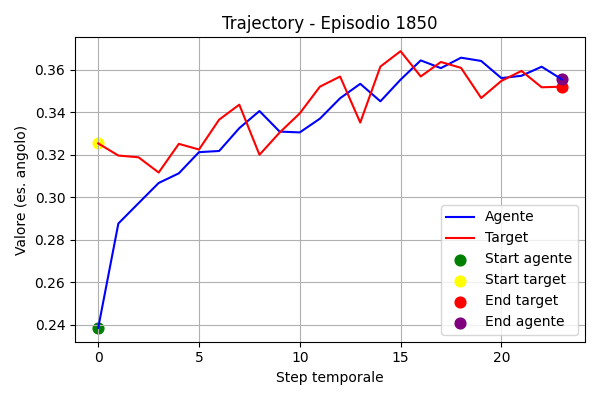 Trajectory - Episodio 1850
Valore (es. angolo)
0.36
0.34
0.32
0.30
0.28
0.26
0.24
0
5
10
15
20
Step temporale
Agente
Target
Start agente
Start target
End target
End agente